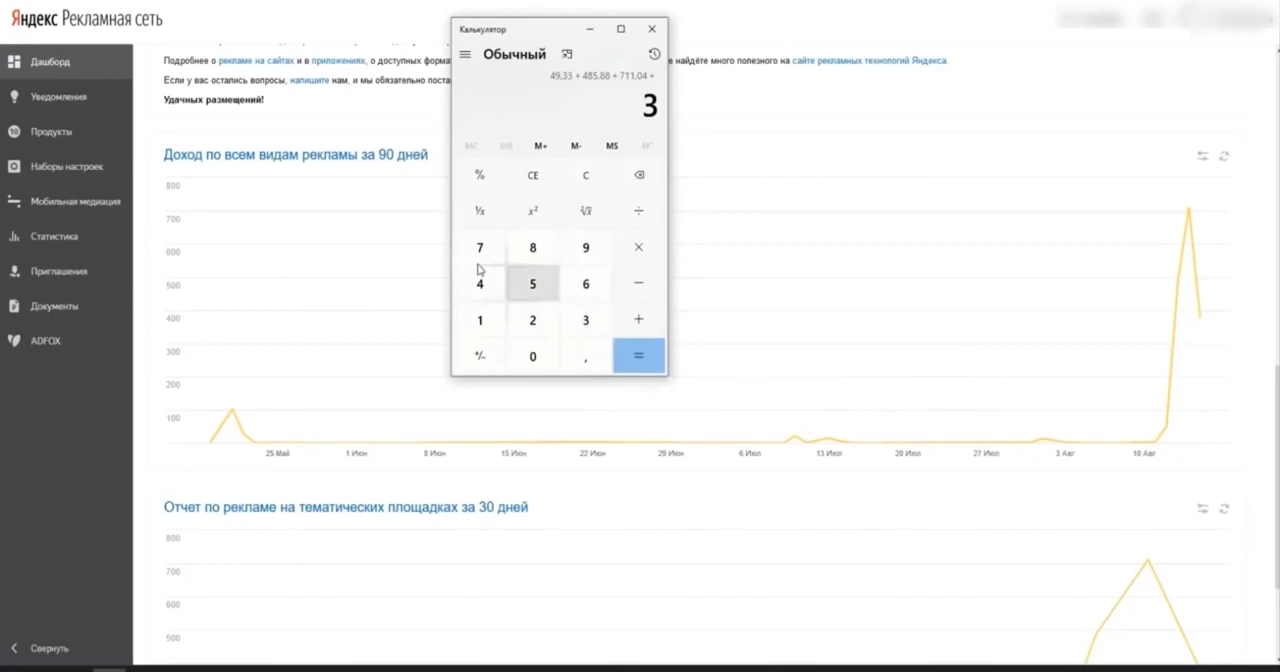 Яндекс Рекламная сеть
Дашборд
Уведомления
Продукты
Наборы настроек
Мобильная медиация
Статистика
Приглашения
Документы
ADFOX
Свернуть
Подробнее о рекламе на сайтах и в приложениях, о доступных
найдёте много полезного на сайте рекламных технологий Яндекса.
Если у вас остались вопросы, напишите нам, и мы обязательно
Удачных размещений!
Калькулятор
Обычный
49.33 + 485.88 + 711.04 +
3
MC MR M+ M- MS
% CE C
¹/x x² ²√x ÷
7 8 9 ×
4 5 6 −
1 2 3 +
+/- 0 , =
Доход по всем видам рекламы за 90 дней
800
700
600
500
400
300
200
100
25 Май 1 Июн 8 Июн 15 Июн 22 Июн 29 Июн 6 Июл 13 Июл 20 Июл 27 Июл 3 Авг 10 Авг
Отчет по рекламе на тематических площадках за 30 дней
800
700
600
500